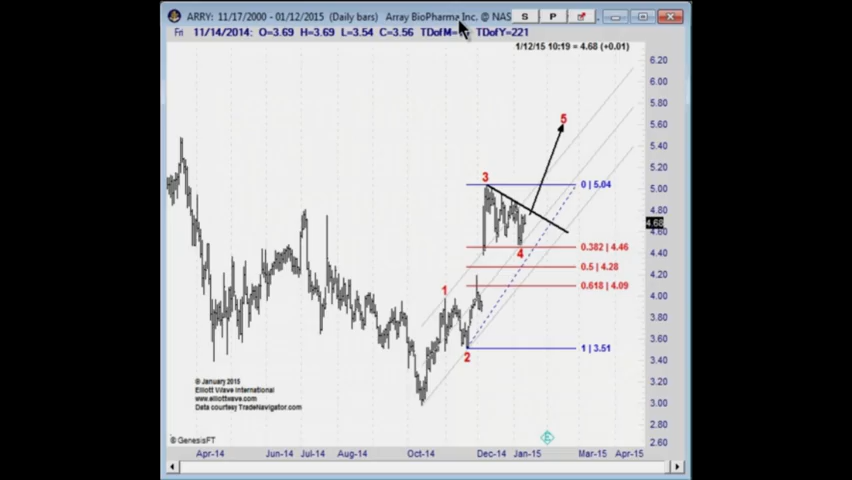 ARRY: 11/17/2000 - 01/12/2015 (Daily bars) Array BioPharma Inc. @ NAS
S P
Fri 11/14/2014: O=3.69 H=3.69 L=3.54 C=3.56 TDofM= TDofY=221
1/12/15 10:19 = 4.68 (+0.01)
6.20
6.00
5.80
5
5.60
5.40
5.20
3
0 | 5.04
5.00
4.80
4.68
4.60
0.382 | 4.46
4.40
4
0.5 | 4.28
4.20
0.618 | 4.09
1
4.00
3.80
3.60
1 | 3.51
2
3.40
3.20
© January 2015
Elliott Wave International
www.elliottwave.com
Data courtesy TradeNavigator.com
3.00
2.80
© GenesisFT
E
2.60
Apr-14 Jun-14 Jul-14 Aug-14 Oct-14 Dec-14 Jan-15 Mar-15 Apr-15